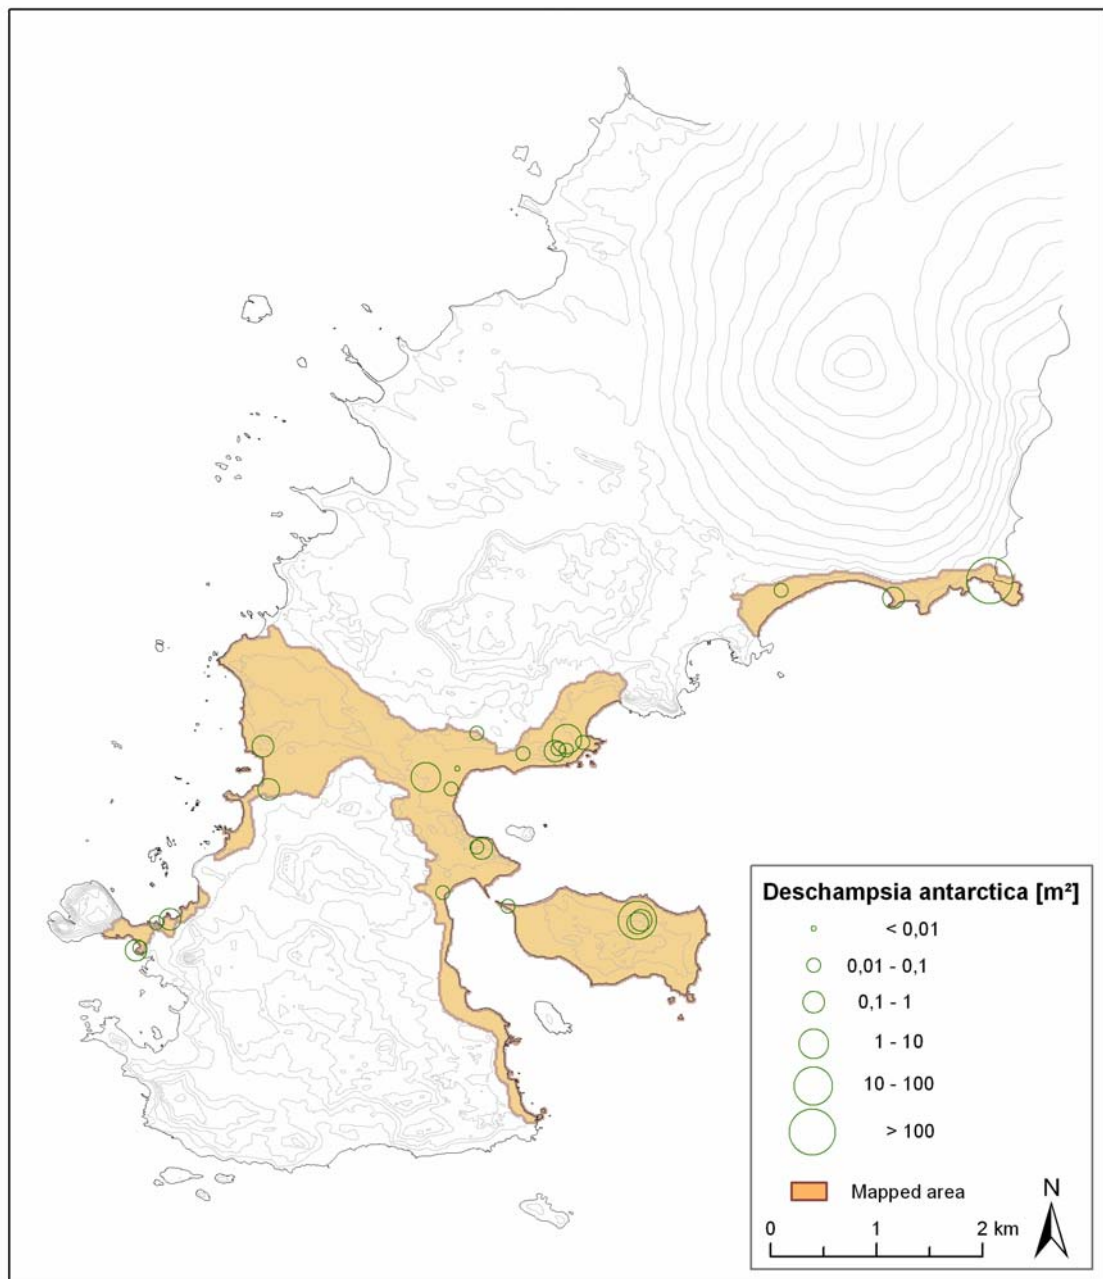 Deschampsia antarctica [m²]
< 0,01
0,01 - 0,1
0,1 - 1
1 - 10
10 - 100
> 100
Mapped area
N
0 1 2 km